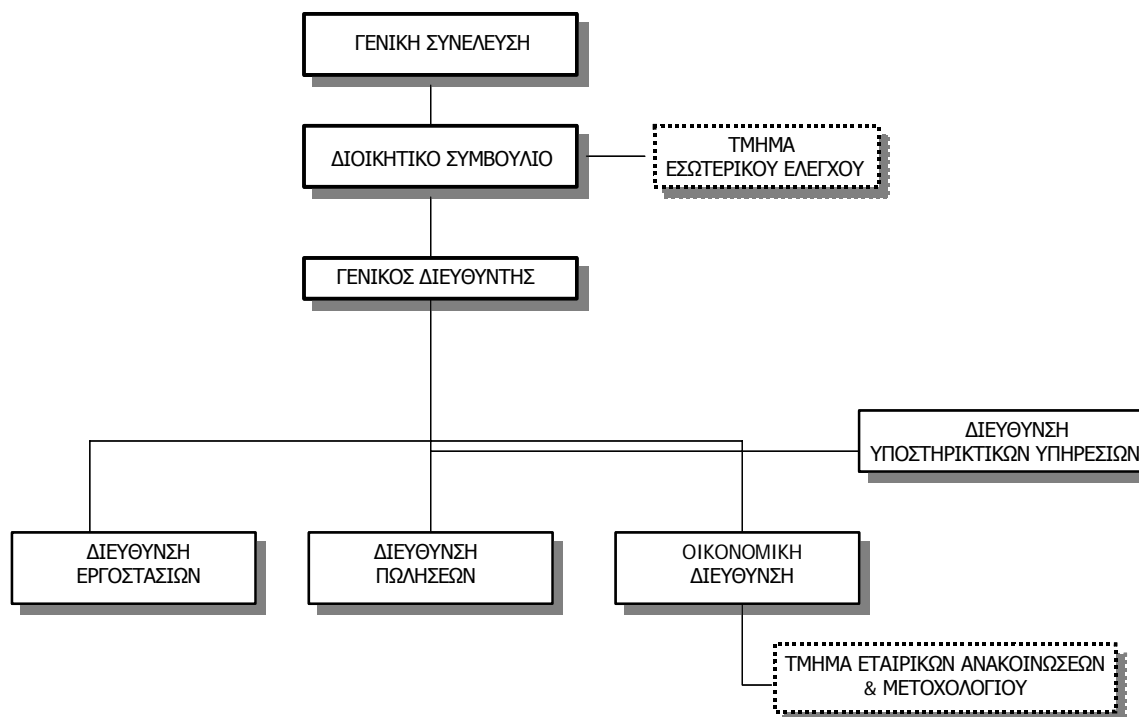 ΓΕΝΙΚΗ ΣΥΝΕΛΕΥΣΗ
ΔΙΟΙΚΗΤΙΚΟ ΣΥΜΒΟΥΛΙΟ
ΤΜΗΜΑ
ΕΣΩΤΕΡΙΚΟΥ ΕΛΕΓΧΟΥ
ΓΕΝΙΚΟΣ ΔΙΕΥΘΥΝΤΗΣ
ΔΙΕΥΘΥΝΣΗ
ΥΠΟΣΤΗΡΙΚΤΙΚΩΝ ΥΠΗΡΕΣΙΩΝ
ΔΙΕΥΘΥΝΣΗ
ΕΡΓΟΣΤΑΣΙΩΝ
ΔΙΕΥΘΥΝΣΗ
ΠΩΛΗΣΕΩΝ
ΟΙΚΟΝΟΜΙΚΗ
ΔΙΕΥΘΥΝΣΗ
ΤΜΗΜΑ ΕΤΑΙΡΙΚΩΝ ΑΝΑΚΟΙΝΩΣΕΩΝ
& ΜΕΤΟΧΟΛΟΓΙΟΥ